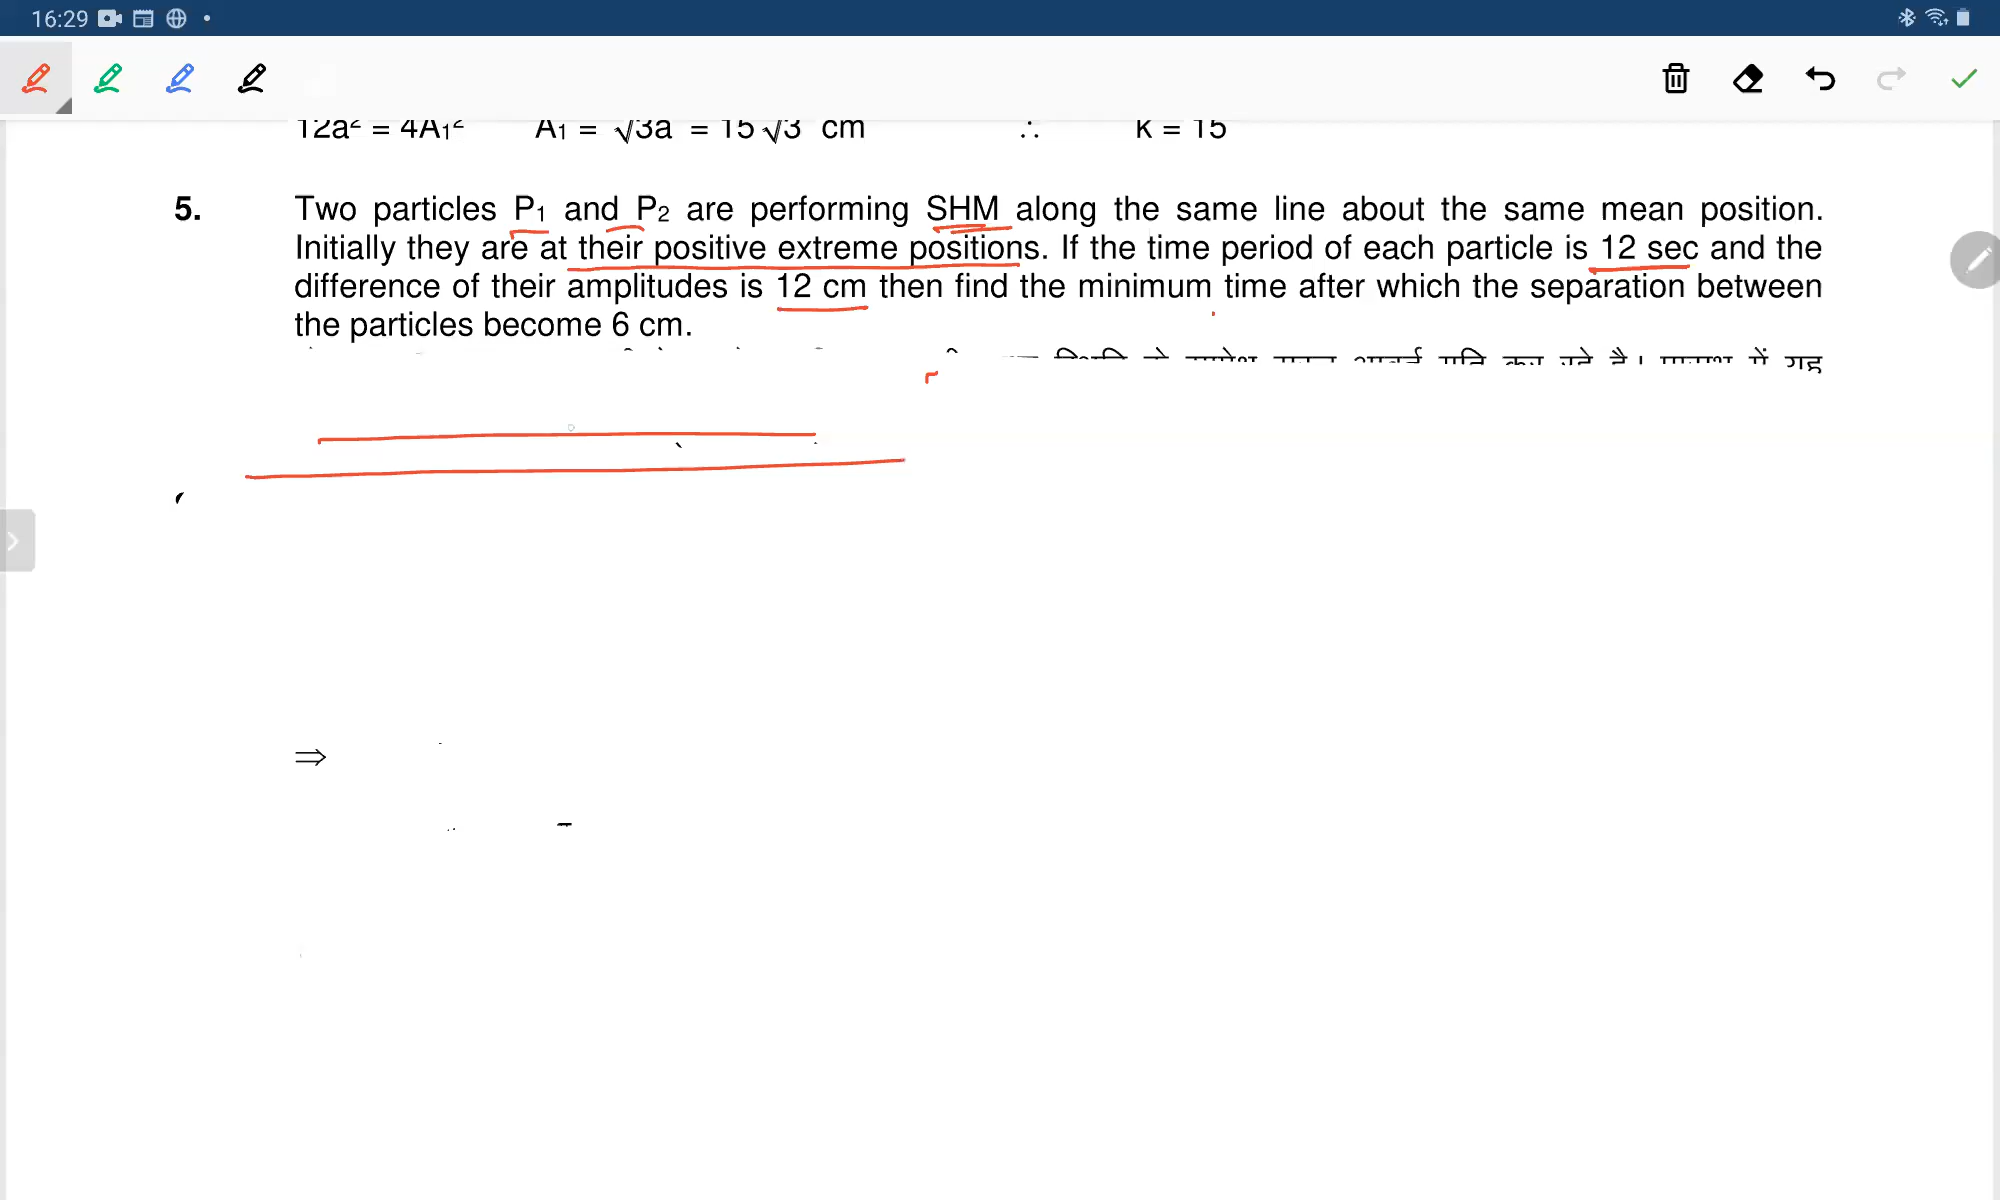 16:29
12a² = 4A₁² A₁ = √3a = 15√3 cm ∴ k = 15
5. Two particles P₁ and P₂ are performing SHM along the same line about the same mean position.
Initially they are at their positive extreme positions. If the time period of each particle is 12 sec and the
difference of their amplitudes is 12 cm then find the minimum time after which the separation between
the particles become 6 cm.
⇒